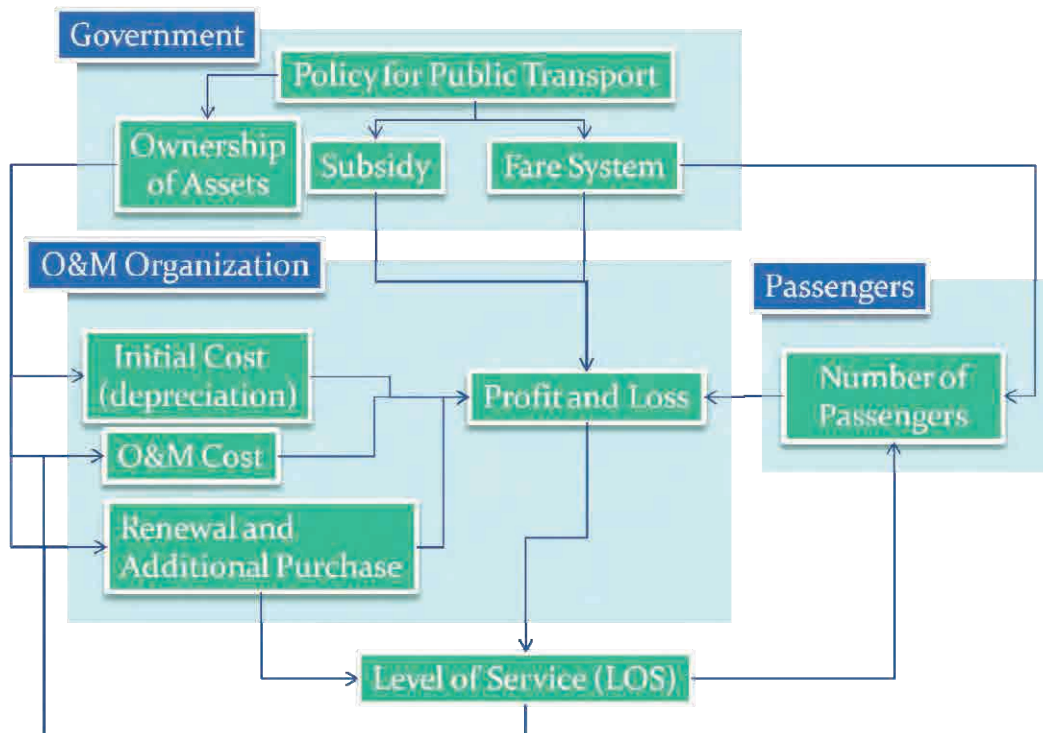 Government
Policy for Public Transport
Ownership
of Assets
Subsidy
Fare System
O&M Organization
Passengers
Initial Cost
(depreciation)
Profit and Loss
Number of
Passengers
O&M Cost
Renewal and
Additional Purchase
Level of Service (LOS)